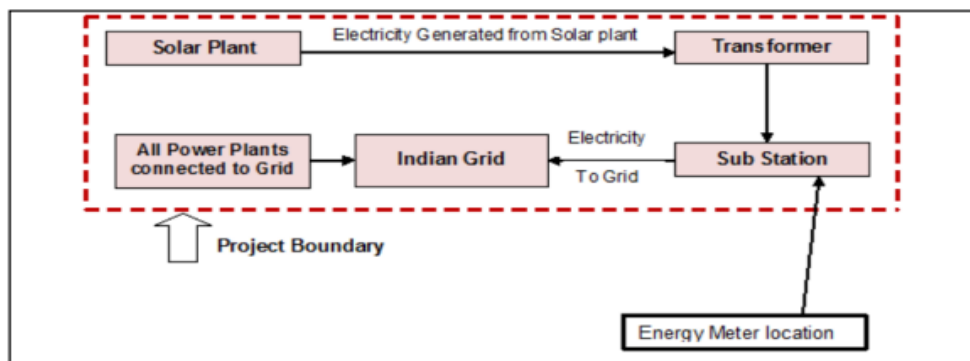 Solar Plant
Electricity Generated from Solar plant
Transformer
All Power Plants
connected to Grid
Indian Grid
Electricity
To Grid
Sub Station
Project Boundary
Energy Meter location